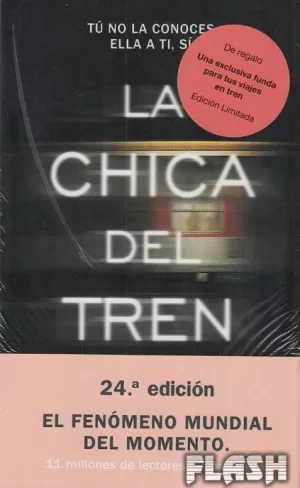 TÚ NO LA CONOCES.
ELLA A TI, SÍ
De regalo
Una exclusiva funda
para tus viajes
en tren
Edición Limitada
LA
CHICA
DEL
TREN
24.ª edición
EL FENÓMENO MUNDIAL
DEL MOMENTO.
11 millones de lectores
FLASH